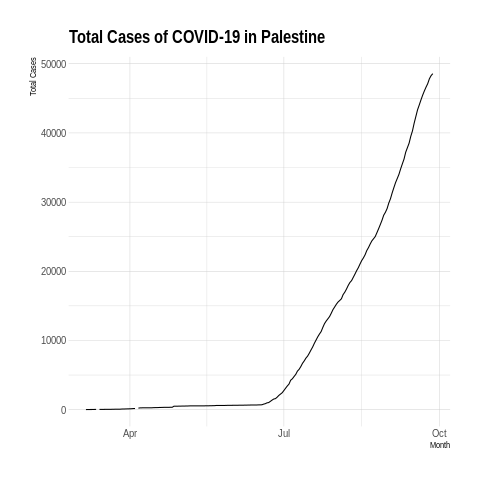 Total Cases of COVID-19 in Palestine
Total Cases
50000
40000
30000
20000
10000
0
Apr Jul Oct
Month